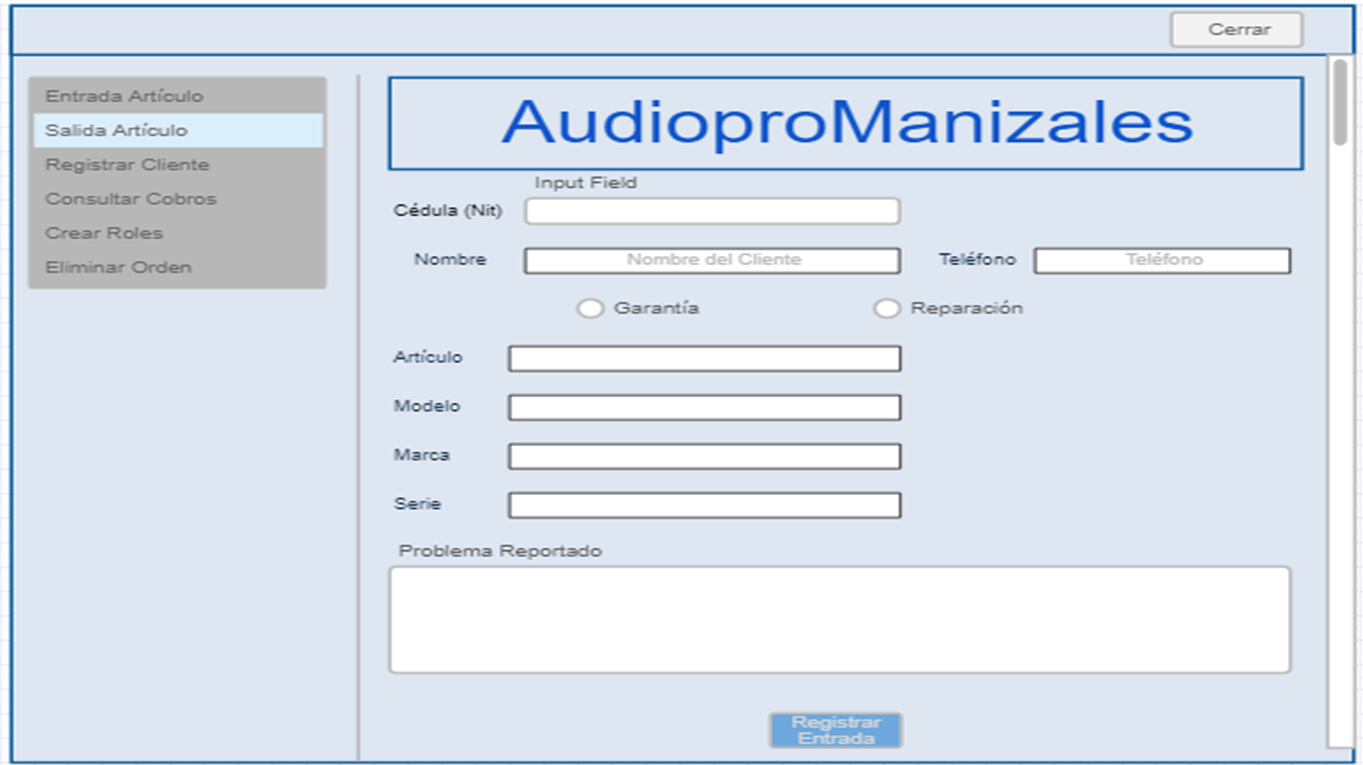 Cerrar
Entrada Artículo
Salida Artículo
Registrar Cliente
Consultar Cobros
Crear Roles
Eliminar Orden
AudioproManizales
Input Field
Cédula (Nit)
Nombre Nombre del Cliente Teléfono Teléfono
Garantía Reparación
Artículo
Modelo
Marca
Serie
Problema Reportado
Registrar
Entrada